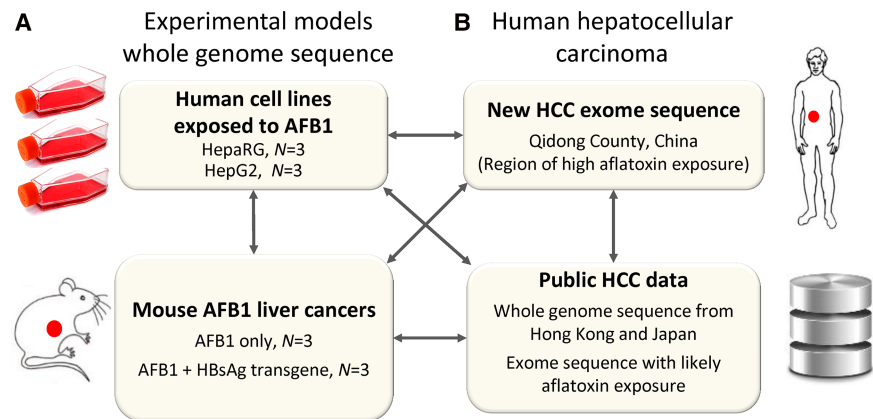 A
Experimental models
whole genome sequence
Human cell lines
exposed to AFB1
HepaRG, N=3
HepG2, N=3
Mouse AFB1 liver cancers
AFB1 only, N=3
AFB1 + HBsAg transgene, N=3
B
Human hepatocellular
carcinoma
New HCC exome sequence
Qidong County, China
(Region of high aflatoxin exposure)
Public HCC data
Whole genome sequence from
Hong Kong and Japan
Exome sequence with likely
aflatoxin exposure